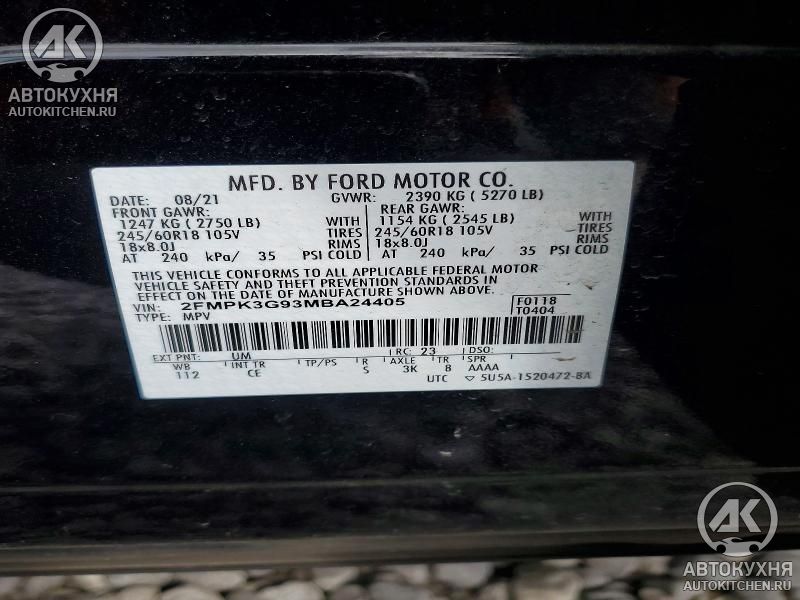 AK
АВТОКУХНЯ
AUTOKITCHEN.RU
MFD. BY FORD MOTOR CO.
DATE: 08/21 GVWR: 2390 KG ( 5270 LB)
FRONT GAWR: REAR GAWR:
1247 KG ( 2750 LB) WITH 1154 KG ( 2545 LB) WITH
245/60R18 105V TIRES 245/60R18 105V TIRES
18x8.0J RIMS 18x8.0J RIMS
AT 240 kPa/ 35 PSI COLD AT 240 kPa/ 35 PSI COLD
THIS VEHICLE CONFORMS TO ALL APPLICABLE FEDERAL MOTOR
VEHICLE SAFETY AND THEFT PREVENTION STANDARDS IN
EFFECT ON THE DATE OF MANUFACTURE SHOWN ABOVE.
VIN: 2FMPK3G93MBA24405 F0118
TYPE: MPV T0404
EXT PNT: UM RC: 23 DSO:
WB INT TR TP/PS R AXLE TR SPR
112 CE S 3K 8 AAAA
UTC 5U5A-1520472-BA
AK
АВТОКУХНЯ
AUTOKITCHEN.RU